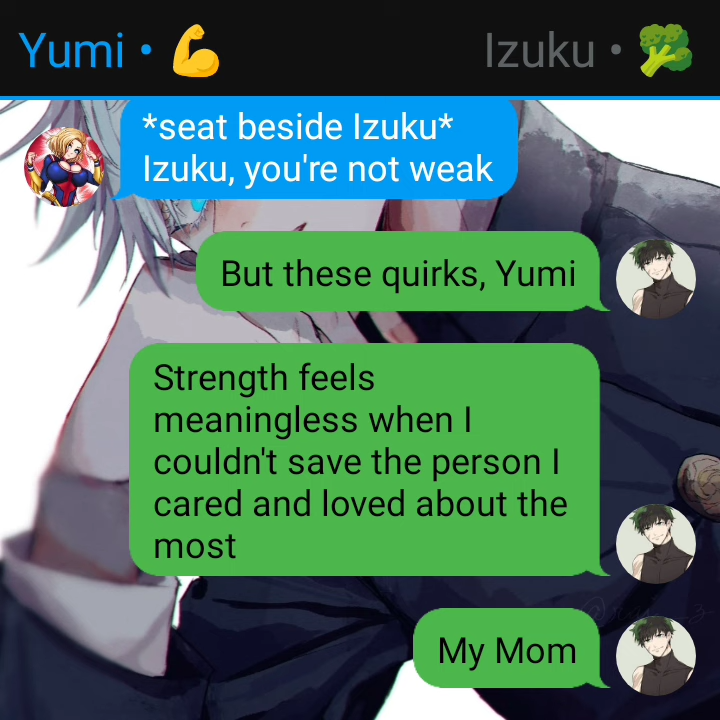 Yumi • 💪
Izuku • 🥦
*seat beside Izuku*
Izuku, you're not weak
But these quirks, Yumi
Strength feels
meaningless when I
couldn't save the person I
cared and loved about the
most
My Mom